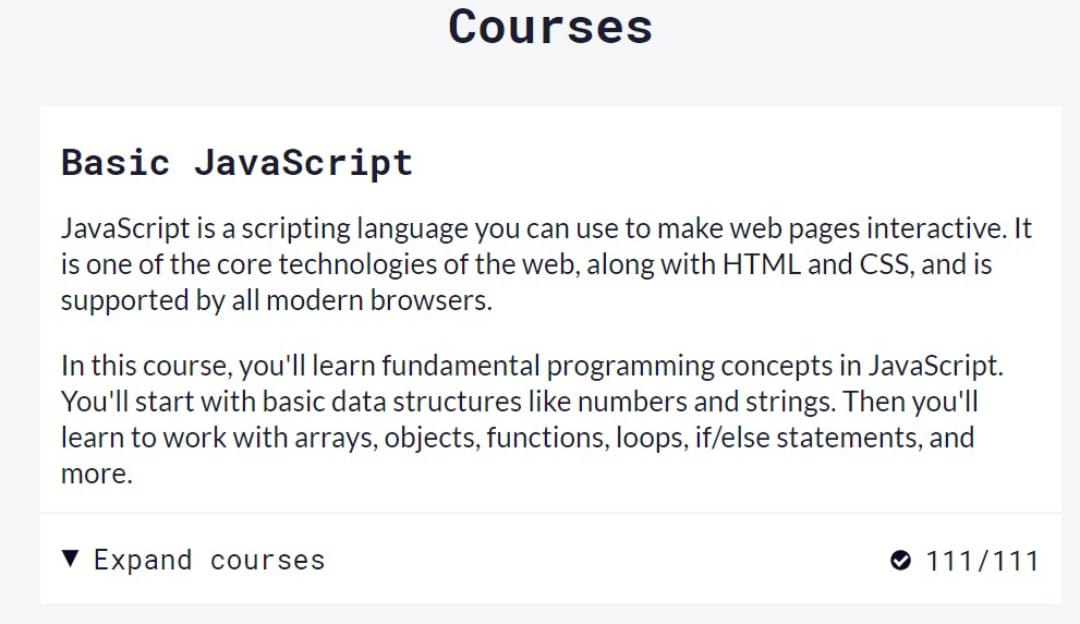 Courses
Basic JavaScript
JavaScript is a scripting language you can use to make web pages interactive. It
is one of the core technologies of the web, along with HTML and CSS, and is
supported by all modern browsers.
In this course, you'll learn fundamental programming concepts in JavaScript.
You'll start with basic data structures like numbers and strings. Then you'll
learn to work with arrays, objects, functions, loops, if/else statements, and
more.
Expand courses 111/111